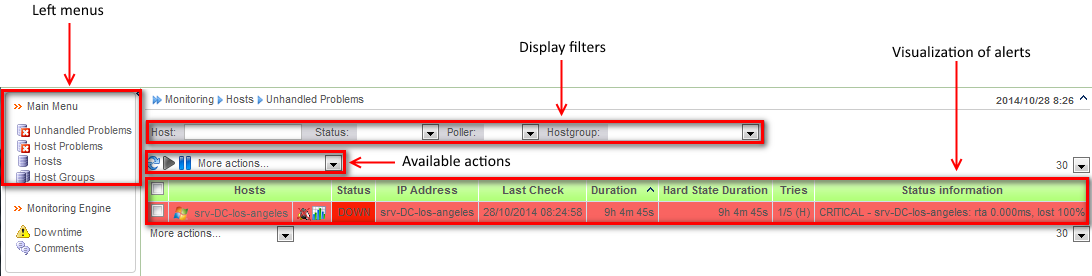 Left menus
Display filters
Visualization of alerts
Main Menu
Unhandled Problems
Host Problems
Hosts
Host Groups
Monitoring Engine
Downtime
Comments
Monitoring Hosts Unhandled Problems
2014/10/28 8:26
Host: Status: Poller: Hostgroup:
More actions...
Available actions
30
Hosts Status IP Address Last Check Duration Hard State Duration Tries Status information
srv-DC-los-angeles DOWN srv-DC-los-angeles 28/10/2014 08:24:58 9h 4m 45s 9h 4m 45s 1/5 (H) CRITICAL - srv-DC-los-angeles: rta 0.000ms, lost 100%
More actions...
30